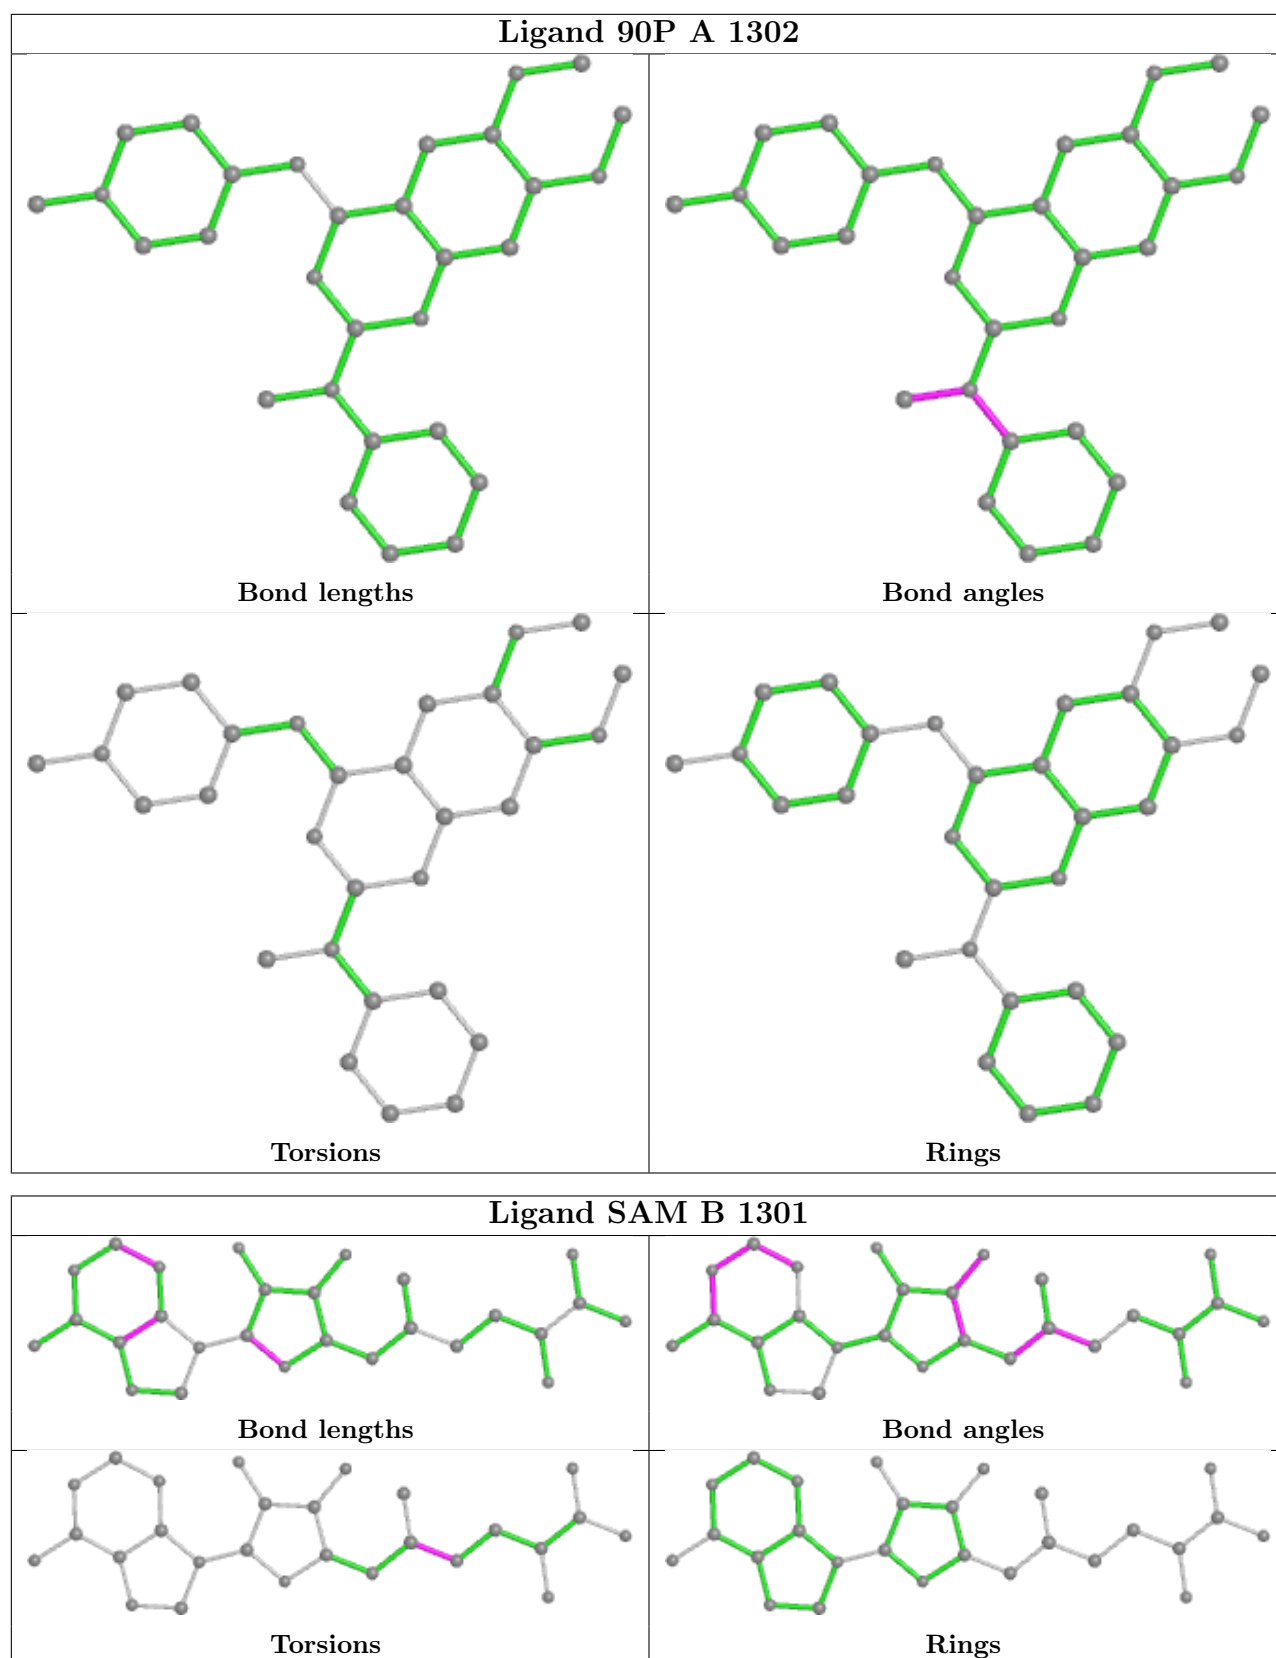 Ligand 90P A 1302
Bond lengths
Bond angles
Torsions
Rings
Ligand SAM B 1301
Bond lengths
Bond angles
Torsions
Rings